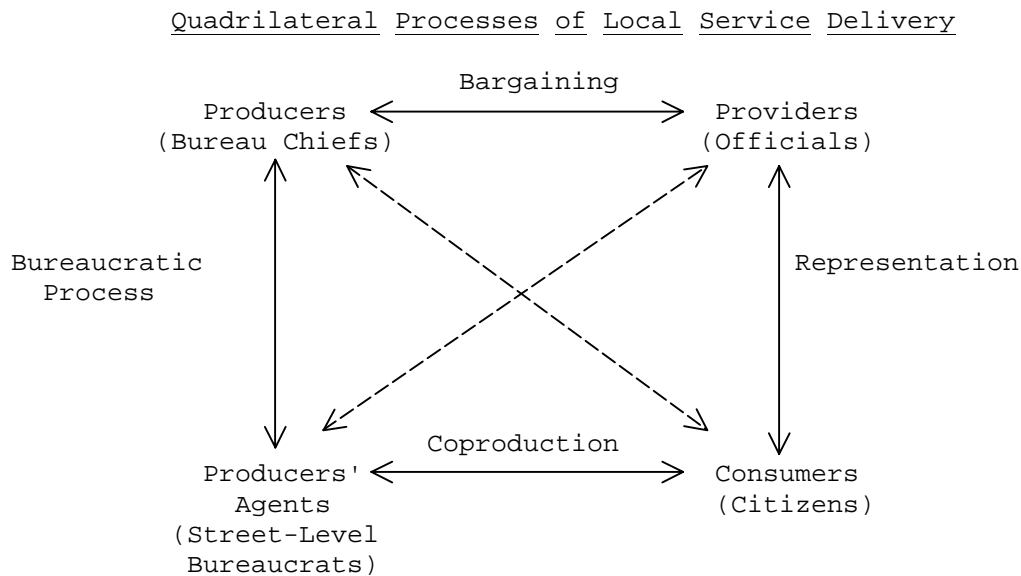 Quadrilateral Processes of Local Service Delivery
Bargaining
Producers
(Bureau Chiefs)
Providers
(Officials)
Bureaucratic
Process
Representation
Coproduction
Producers'
Agents
(Street-Level
Bureaucrats)
Consumers
(Citizens)